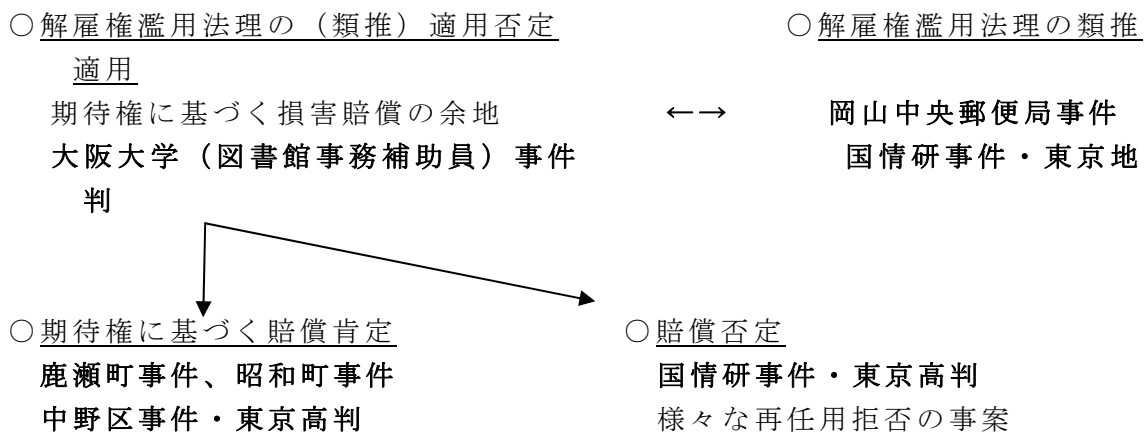 ○解雇権濫用法理の（類推）適用否定　○解雇権濫用法理の類推
適用
期待権に基づく損害賠償の余地　←→　岡山中央郵便局事件
大阪大学（図書館事務補助員）事件　国情研事件・東京地
判
○期待権に基づく賠償肯定　○賠償否定
鹿瀬町事件、昭和町事件　国情研事件・東京高判
中野区事件・東京高判　様々な再任用拒否の事案